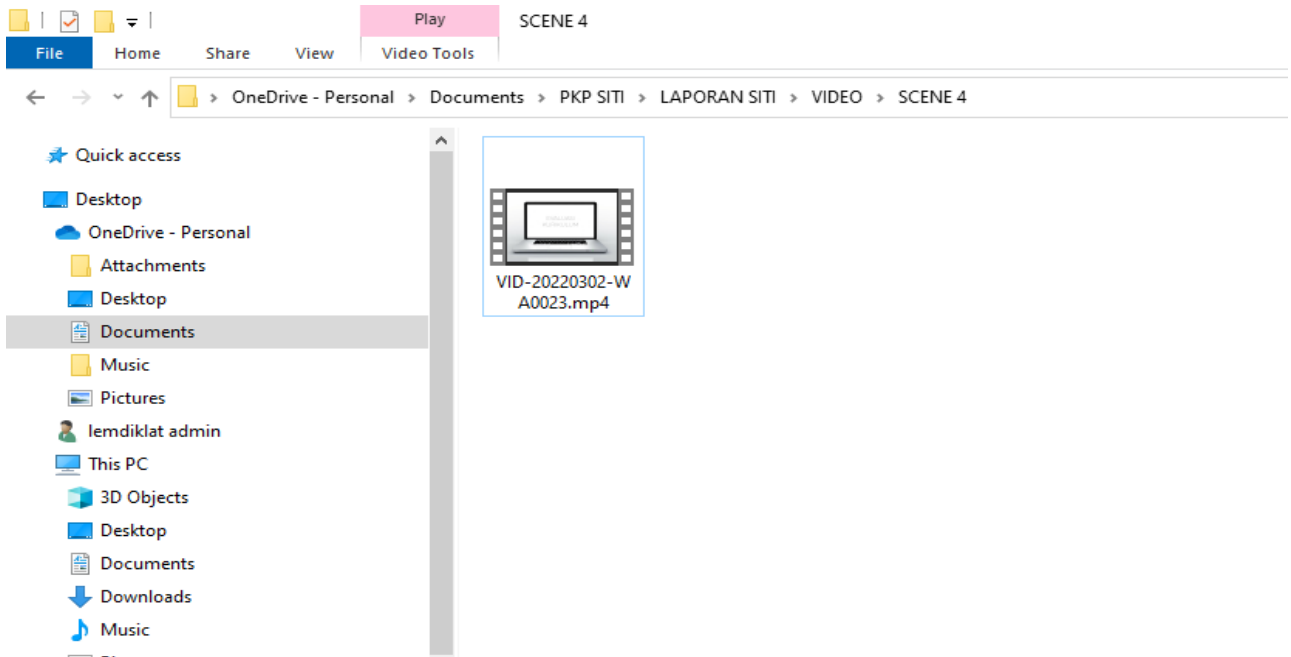 Play SCENE 4
File Home Share View Video Tools
OneDrive - Personal > Documents > PKP SITI > LAPORAN SITI > VIDEO > SCENE 4
Quick access
Desktop
OneDrive - Personal
Attachments
Desktop
Documents
Music
Pictures
lemdiklat admin
This PC
3D Objects
Desktop
Documents
Downloads
Music
VID-20220302-W
A0023.mp4